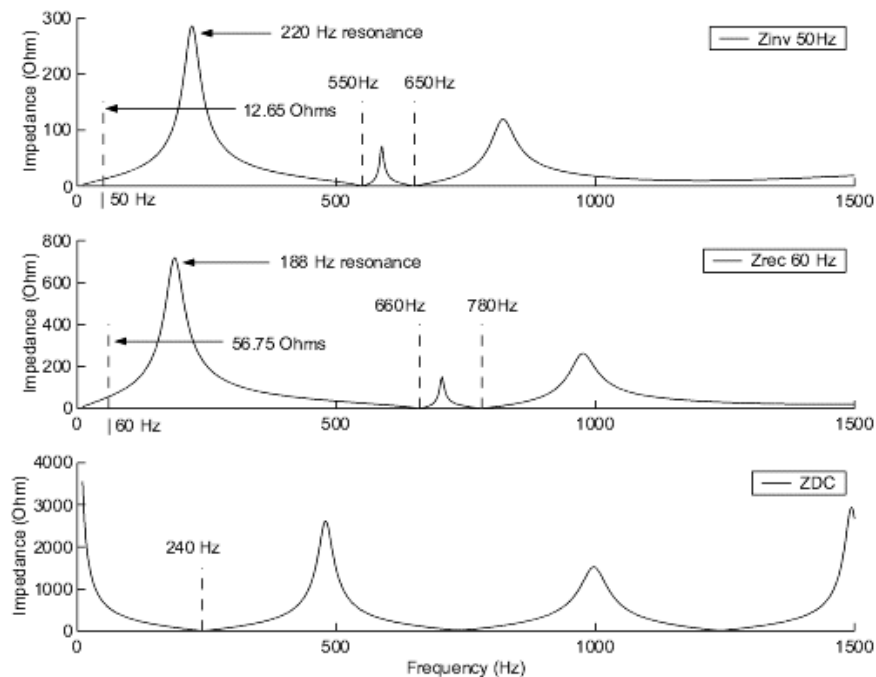 300
200
100
0
Impedance (Ohm)
220 Hz resonance
12.65 Ohms
550Hz
650Hz
Zinv 50Hz
| 50 Hz
0
500
1000
1500
800
600
400
200
0
Impedance (Ohm)
188 Hz resonance
56.75 Ohms
660Hz
780Hz
Zrec 60 Hz
| 60 Hz
0
500
1000
1500
4000
3000
2000
1000
0
Impedance (Ohm)
240 Hz
ZDC
0
500
1000
1500
Frequency (Hz)